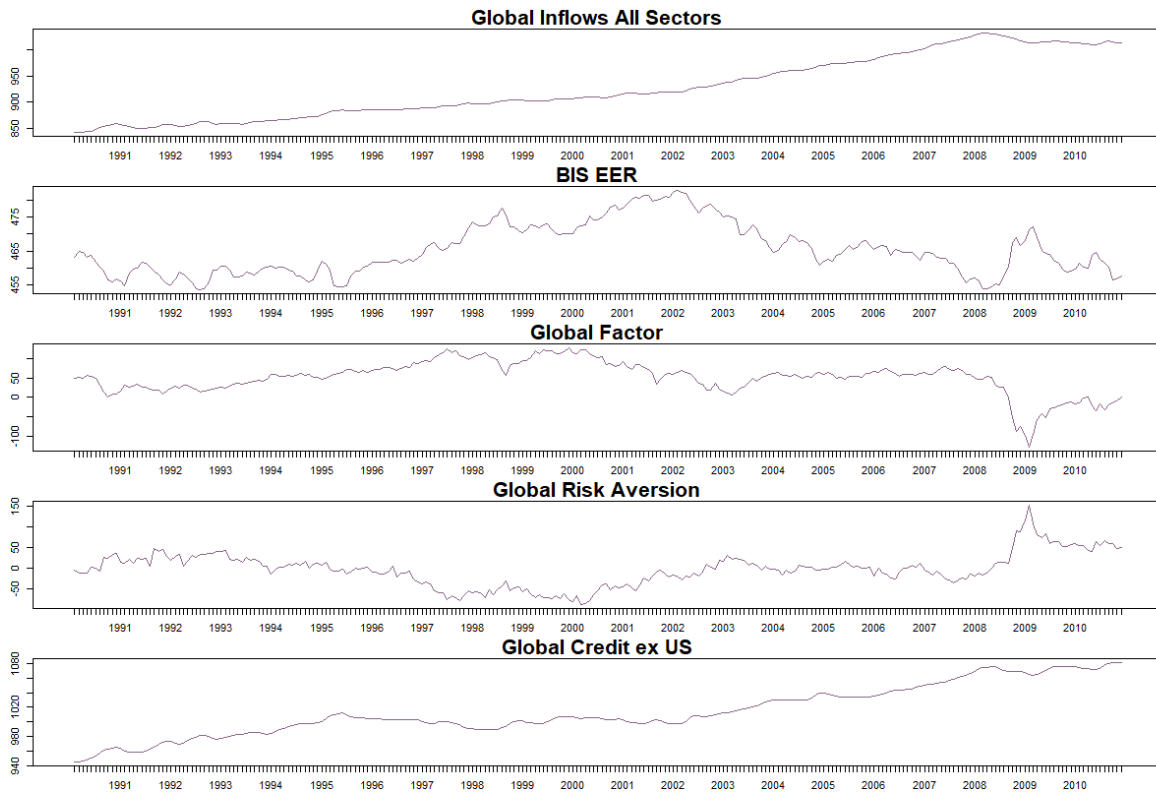 Global Inflows All Sectors
950
900
850
1991 1992 1993 1994 1995 1996 1997 1998 1999 2000 2001 2002 2003 2004 2005 2006 2007 2008 2009 2010
BIS EER
475
465
455
1991 1992 1993 1994 1995 1996 1997 1998 1999 2000 2001 2002 2003 2004 2005 2006 2007 2008 2009 2010
Global Factor
50
0
-100
1991 1992 1993 1994 1995 1996 1997 1998 1999 2000 2001 2002 2003 2004 2005 2006 2007 2008 2009 2010
Global Risk Aversion
150
50
0
-50
1991 1992 1993 1994 1995 1996 1997 1998 1999 2000 2001 2002 2003 2004 2005 2006 2007 2008 2009 2010
Global Credit ex US
1080
1020
980
940
1991 1992 1993 1994 1995 1996 1997 1998 1999 2000 2001 2002 2003 2004 2005 2006 2007 2008 2009 2010